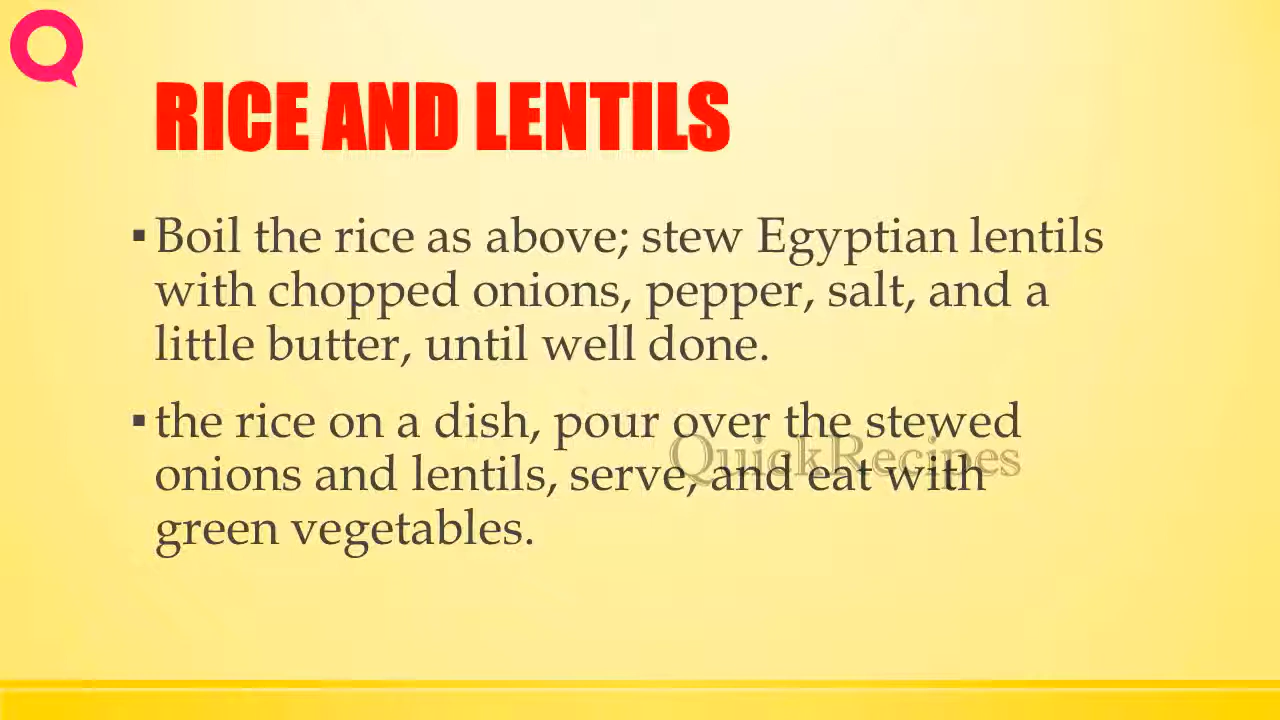 RICE AND LENTILS
▪ Boil the rice as above; stew Egyptian lentils
with chopped onions, pepper, salt, and a
little butter, until well done.
▪ the rice on a dish, pour over the stewed
QuickRecipes
onions and lentils, serve, and eat with
green vegetables.